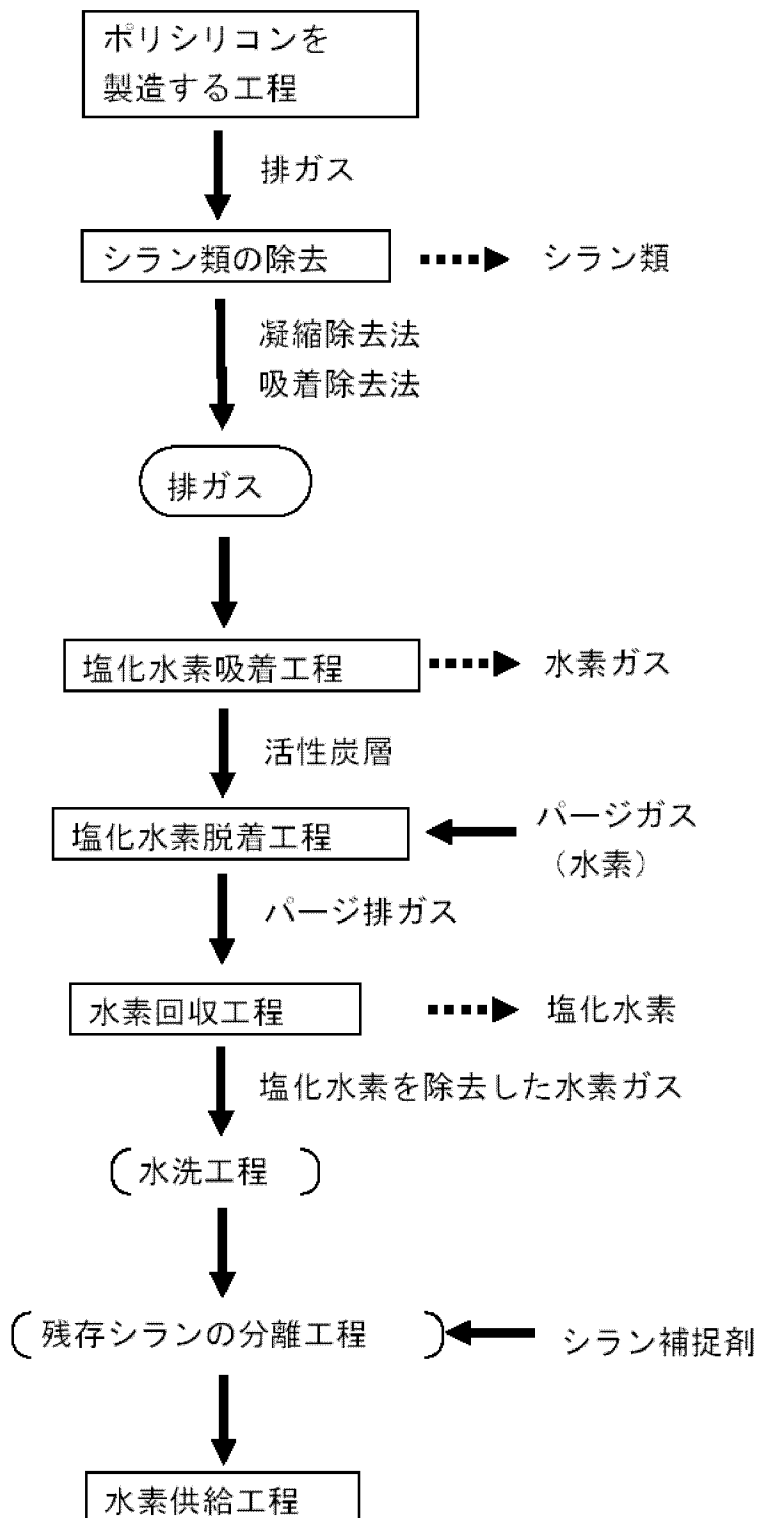 ポリシリコンを
製造する工程
排ガス
シラン類の除去
シラン類
凝縮除去法
吸着除去法
排ガス
塩化水素吸着工程
水素ガス
活性炭層
塩化水素脱着工程
パージガス
（水素）
パージ排ガス
水素回収工程
塩化水素
塩化水素を除去した水素ガス
（水洗工程）
（残存シランの分離工程）
シラン補捉剤
水素供給工程